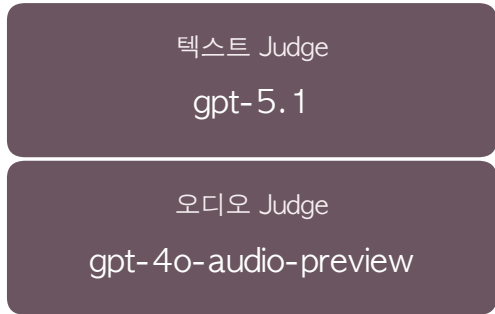 텍스트 Judge
gpt-5.1
오디오 Judge
gpt-4o-audio-preview